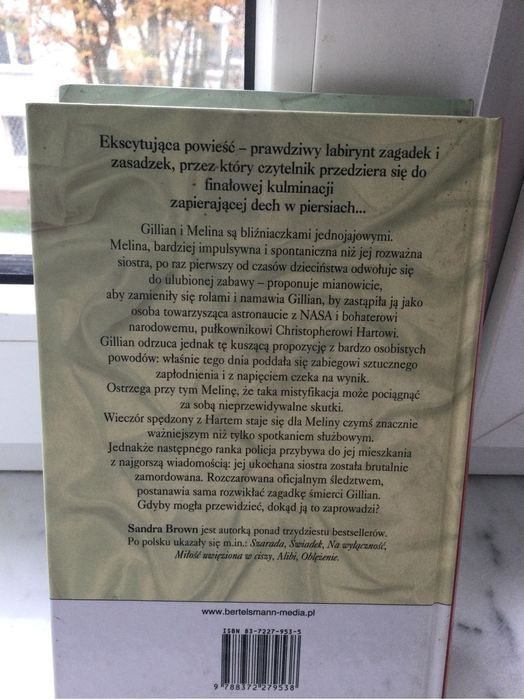 Ekscytująca powieść – prawdziwy labirynt zagadek i
zasadzek, przez który czytelnik przedziera się do
finałowej kulminacji
zapierającej dech w piersiach...
Gillian i Melina są bliźniaczkami jednojajowymi.
Melina, bardziej impulsywna i spontaniczna niż jej rozważna
siostra, po raz pierwszy od czasów dzieciństwa odwołuje się
do ulubionej zabawy – proponuje mianowicie,
aby zamieniły się rolami i namawia Gillian, by zastąpiła ją jako
osoba towarzysząca astronaucie z NASA i bohaterowi
narodowemu, pułkownikowi Christopherowi Hartowi.
Gillian odrzuca jednak tę kuszącą propozycję z bardzo osobistych
powodów: właśnie tego dnia poddała się zabiegowi sztucznego
zapłodnienia i z napięciem czeka na wynik.
Ostrzega przy tym Melinę, że taka mistyfikacja może pociągnąć
za sobą nieprzewidywalne skutki.
Wieczór spędzony z Hartem staje się dla Meliny czymś znacznie
ważniejszym niż tylko spotkaniem służbowym.
Jednakże następnego ranka policja przybywa do jej mieszkania
z najgorszą wiadomością: jej ukochana siostra została brutalnie
zamordowana. Rozczarowana oficjalnym śledztwem,
postanawia sama rozwikłać zagadkę śmierci Gillian.
Gdyby mogła przewidzieć, dokąd ją to zaprowadzi?
Sandra Brown jest autorką ponad trzydziestu bestsellerów.
Po polsku ukazały się m.in.: Szarada, Świadek, Na wyłączność,
Miłość uwięziona w ciszy, Alibi, Oblężenie.
www.bertelsmann-media.pl
ISBN 83-7227-953-5
9 788372 279538